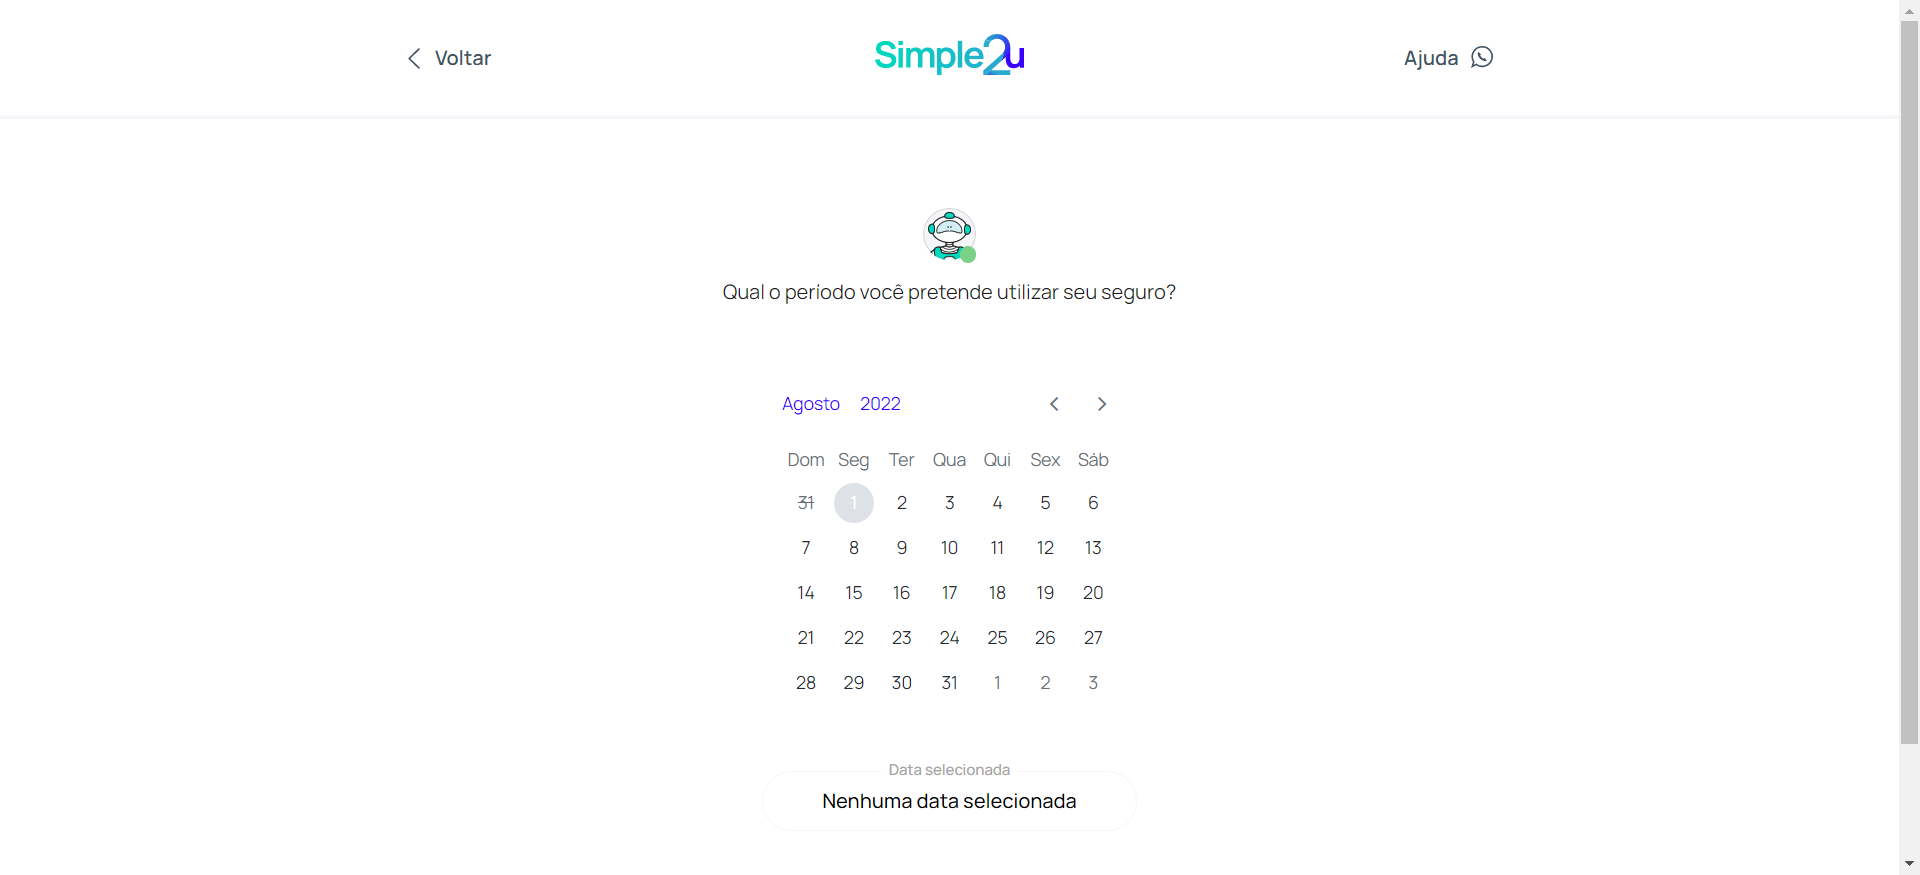 Voltar
Simple2u
Ajuda
Qual o período você pretende utilizar seu seguro?
Agosto 2022
Dom Seg Ter Qua Qui Sex Sáb
31 1 2 3 4 5 6
7 8 9 10 11 12 13
14 15 16 17 18 19 20
21 22 23 24 25 26 27
28 29 30 31 1 2 3
Data selecionada
Nenhuma data selecionada